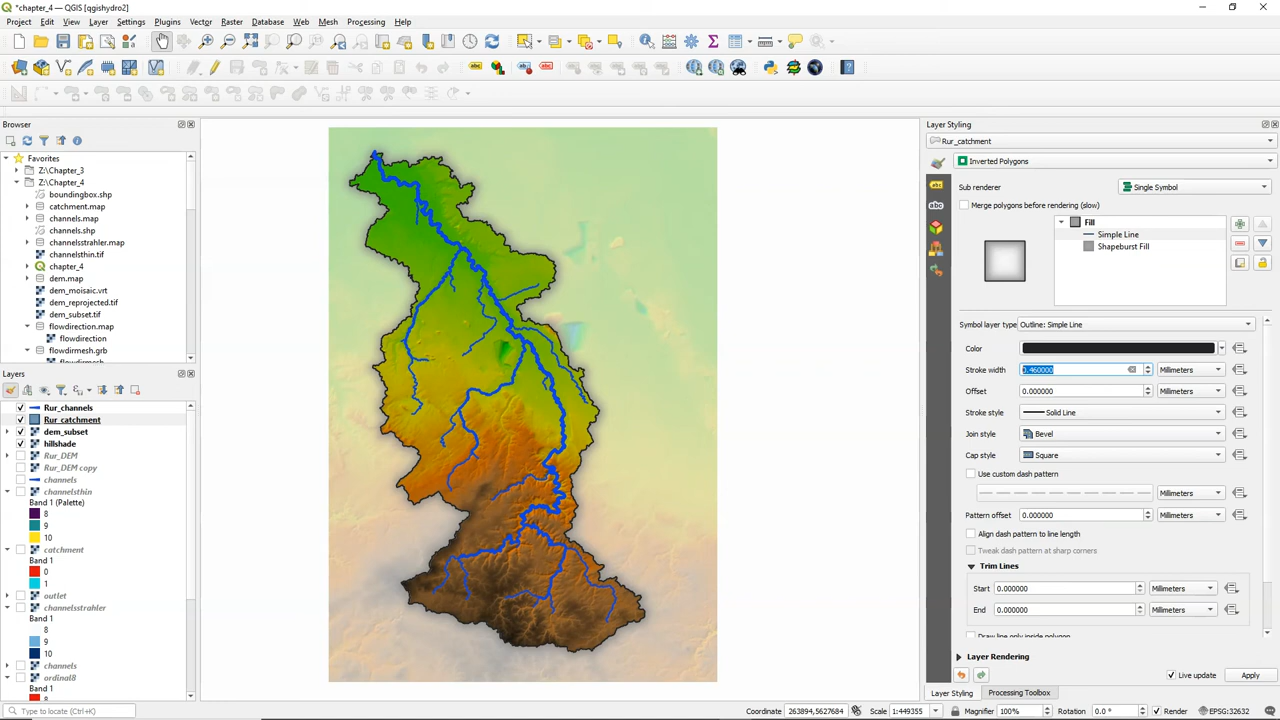 *chapter_4 — QGIS [qgishydro2]
Project Edit View Layer Settings Plugins Vector Raster Database Web Mesh Processing Help
Browser
Favorites
Z:\Chapter_3
Z:\Chapter_4
boundingbox.shp
catchment.map
channels.map
channels.shp
channelsstrahler.map
channelsthin.tif
chapter_4
dem.map
dem_moisaic.vrt
dem_reprojected.tif
dem_subset.tif
flowdirection.map
flowdirection
flowdirmesh.grb
flowdirmesh
Layers
Rur_channels
Rur_catchment
dem_subset
hillshade
Rur_DEM
Rur_DEM copy
channels
channelsthin
Band 1 (Palette)
8
9
10
catchment
Band 1
0
1
outlet
channelsstrahler
Band 1
8
9
10
channels
ordinal8
Band 1
8
Layer Styling
Rur_catchment
Inverted Polygons
Sub renderer Single Symbol
Merge polygons before rendering (slow)
Fill
Simple Line
Shapeburst Fill
Symbol layer type Outline: Simple Line
Color
Stroke width 0.460000 Millimeters
Offset 0.000000 Millimeters
Stroke style Solid Line
Join style Bevel
Cap style Square
Use custom dash pattern
Millimeters
Pattern offset 0.000000 Millimeters
Align dash pattern to line length
Tweak dash pattern at sharp corners
Trim Lines
Start 0.000000 Millimeters
End 0.000000 Millimeters
Draw line only inside polygon
Layer Rendering
Live update Apply
Layer Styling Processing Toolbox
Type to locate (Ctrl+K) Coordinate 263894,5627684 Scale 1:449355 Magnifier 100% Rotation 0.0 ° Render EPSG:32632